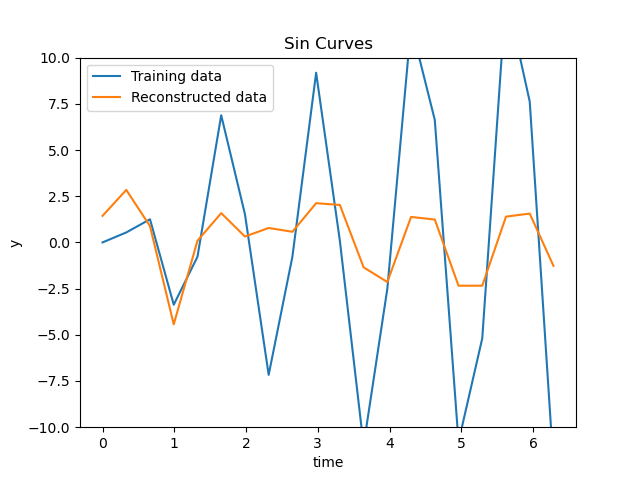 Sin Curves
Training data
Reconstructed data
10.0
7.5
5.0
2.5
0.0
−2.5
−5.0
−7.5
−10.0
y
0 1 2 3 4 5 6
time